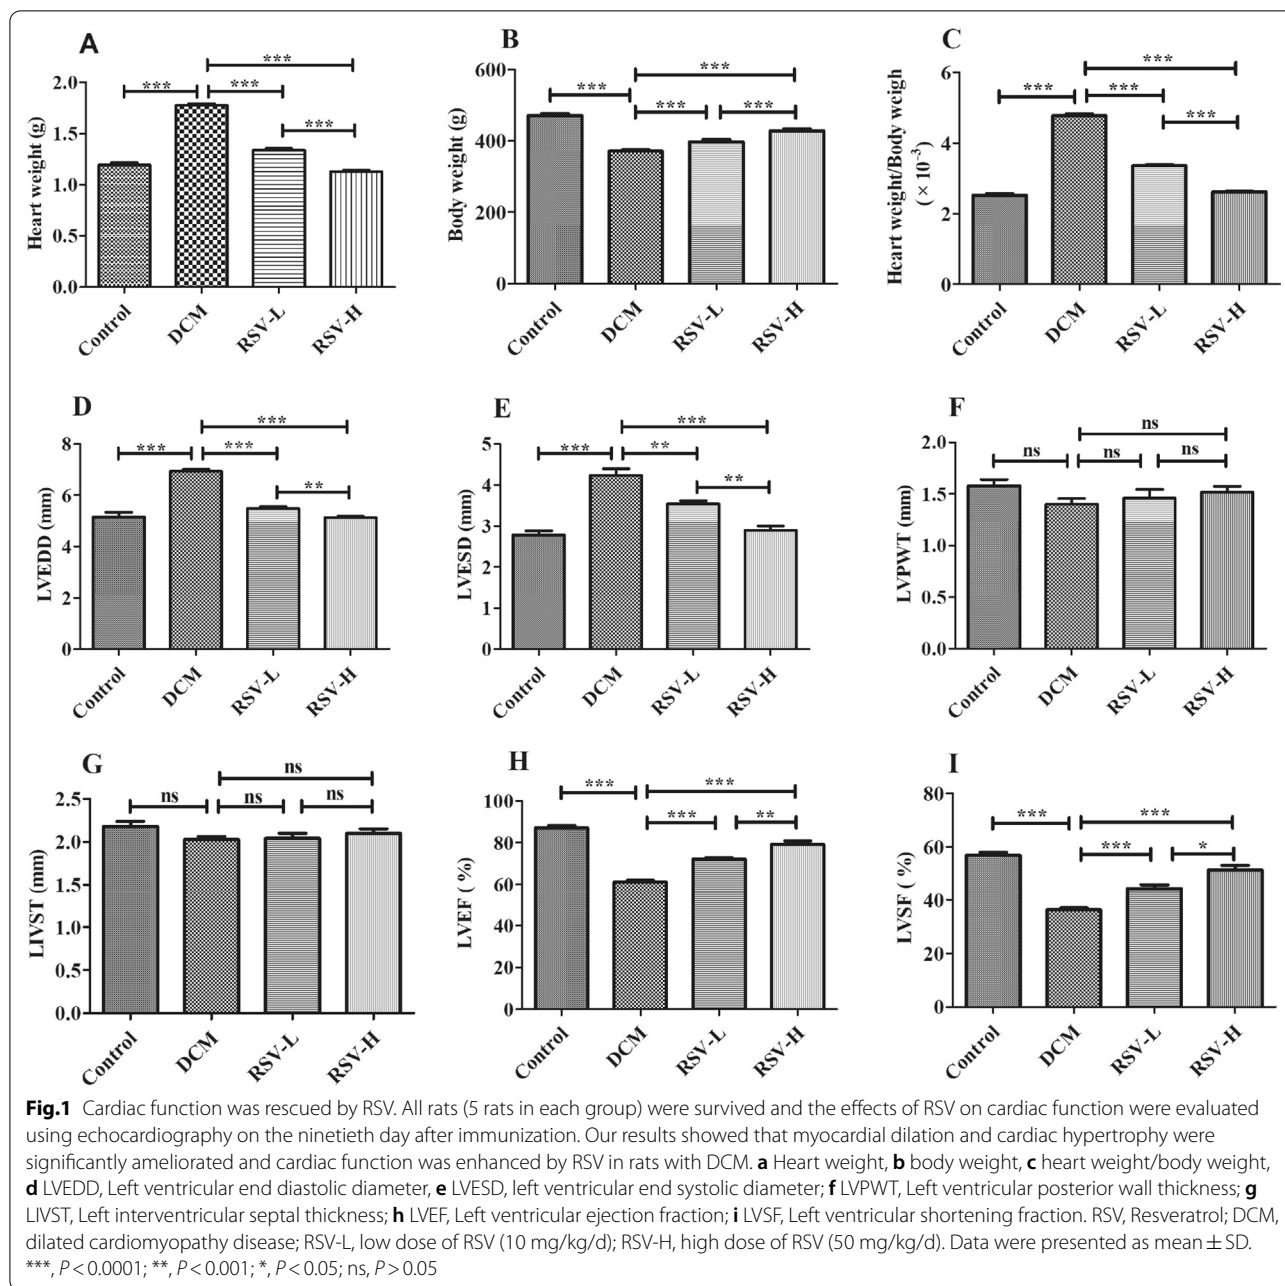 A
***
*** ***
***
2.0
1.5
1.0
0.5
0.0
Heart weight (g)
Control
DCM
RSV-L
RSV-H
B
***
***
*** ***
600
400
200
0
Body weight (g)
Control
DCM
RSV-L
RSV-H
C
***
*** ***
***
6
4
2
0
Heart weight/Body weigh
(× 10-3
Control
DCM
RSV-L
RSV-H
D
***
*** ***
**
8
6
4
2
0
LVEDD (mm)
Control
DCM
RSV-L
RSV-H
E
***
*** **
**
5
4
3
2
1
0
LVESD (mm)
Control
DCM
RSV-L
RSV-H
F
ns
ns ns ns
2.0
1.5
1.0
0.5
0.0
LVPWT (mm)
Control
DCM
RSV-L
RSV-H
G
ns
ns ns ns
2.5
2.0
1.5
1.0
0.5
0.0
LIVST (mm)
Control
DCM
RSV-L
RSV-H
H
*** ***
*** **
100
80
60
40
20
0
LVEF ( %)
Control
DCM
RSV-L
RSV-H
I
*** ***
*** *
80
60
40
20
0
LVSF ( %)
Control
DCM
RSV-L
RSV-H
Fig.1 Cardiac function was rescued by RSV. All rats (5 rats in each group) were survived and the effects of RSV on cardiac function were evaluated
using echocardiography on the ninetieth day after immunization. Our results showed that myocardial dilation and cardiac hypertrophy were
significantly ameliorated and cardiac function was enhanced by RSV in rats with DCM. a Heart weight, b body weight, c heart weight/body weight,
d LVEDD, Left ventricular end diastolic diameter, e LVESD, left ventricular end systolic diameter; f LVPWT, Left ventricular posterior wall thickness; g
LIVST, Left interventricular septal thickness; h LVEF, Left ventricular ejection fraction; i LVSF, Left ventricular shortening fraction. RSV, Resveratrol; DCM,
dilated cardiomyopathy disease; RSV-L, low dose of RSV (10 mg/kg/d); RSV-H, high dose of RSV (50 mg/kg/d). Data were presented as mean ± SD.
***, P < 0.0001; **, P < 0.001; *, P < 0.05; ns, P > 0.05